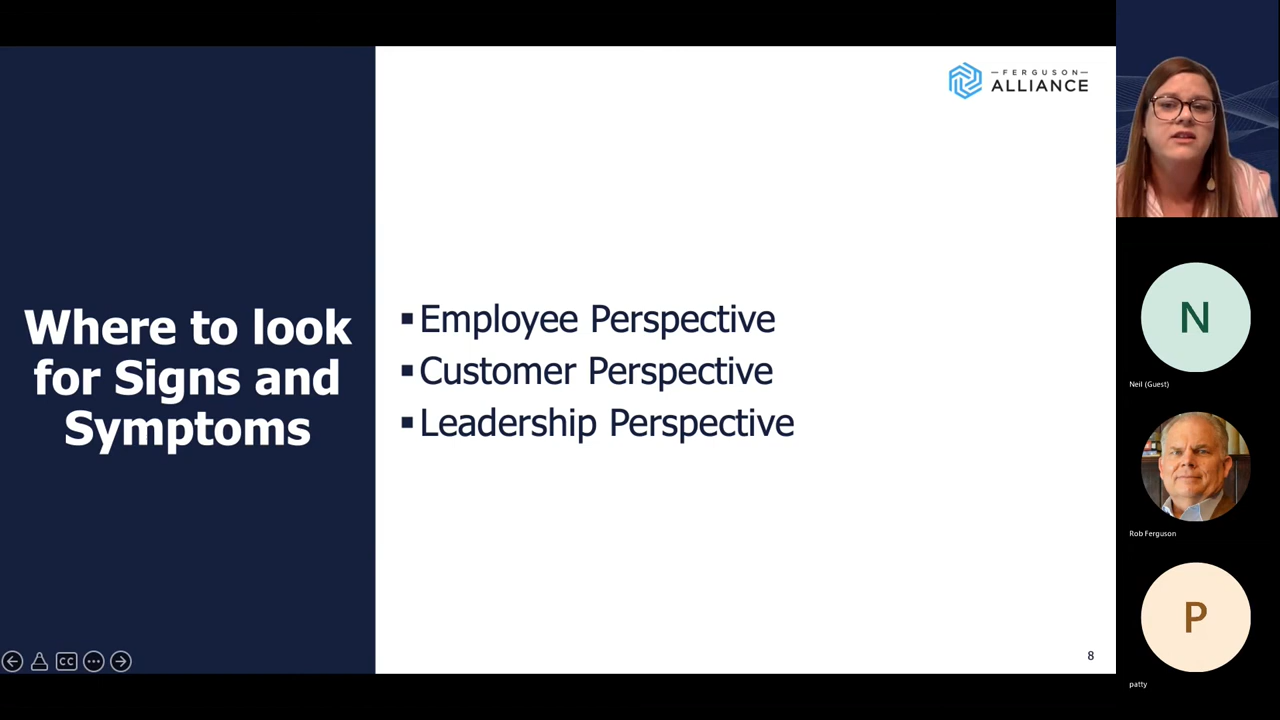 FERGUSON
ALLIANCE
Where to look
for Signs and
Symptoms
▪Employee Perspective
▪Customer Perspective
▪Leadership Perspective
CC
8
N
Neil (Guest)
Rob Ferguson
P
patty